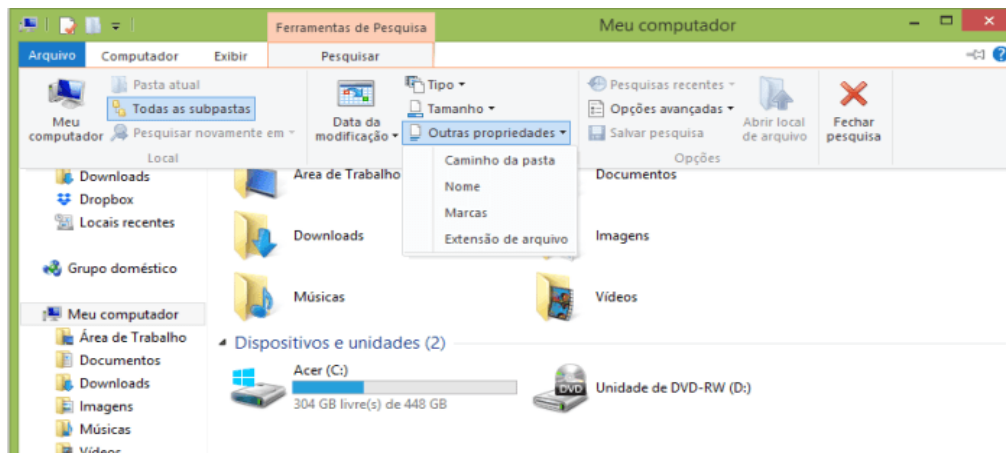 Ferramentas de Pesquisa
Meu computador
Arquivo
Computador
Exibir
Pesquisar
Meu computador
Pasta atual
Todas as subpastas
Pesquisar novamente em
Local
Data da modificação
Tipo
Tamanho
Outras propriedades
Caminho da pasta
Nome
Marcas
Extensão de arquivo
Pesquisas recentes
Opções avançadas
Salvar pesquisa
Abrir local de arquivo
Opções
Fechar pesquisa
Downloads
Dropbox
Locais recentes
Grupo doméstico
Meu computador
Área de Trabalho
Documentos
Downloads
Imagens
Músicas
Vídeos
Área de Trabalho
Documentos
Downloads
Imagens
Músicas
Vídeos
Dispositivos e unidades (2)
Acer (C:)
304 GB livre(s) de 448 GB
DVD
Unidade de DVD-RW (D:)